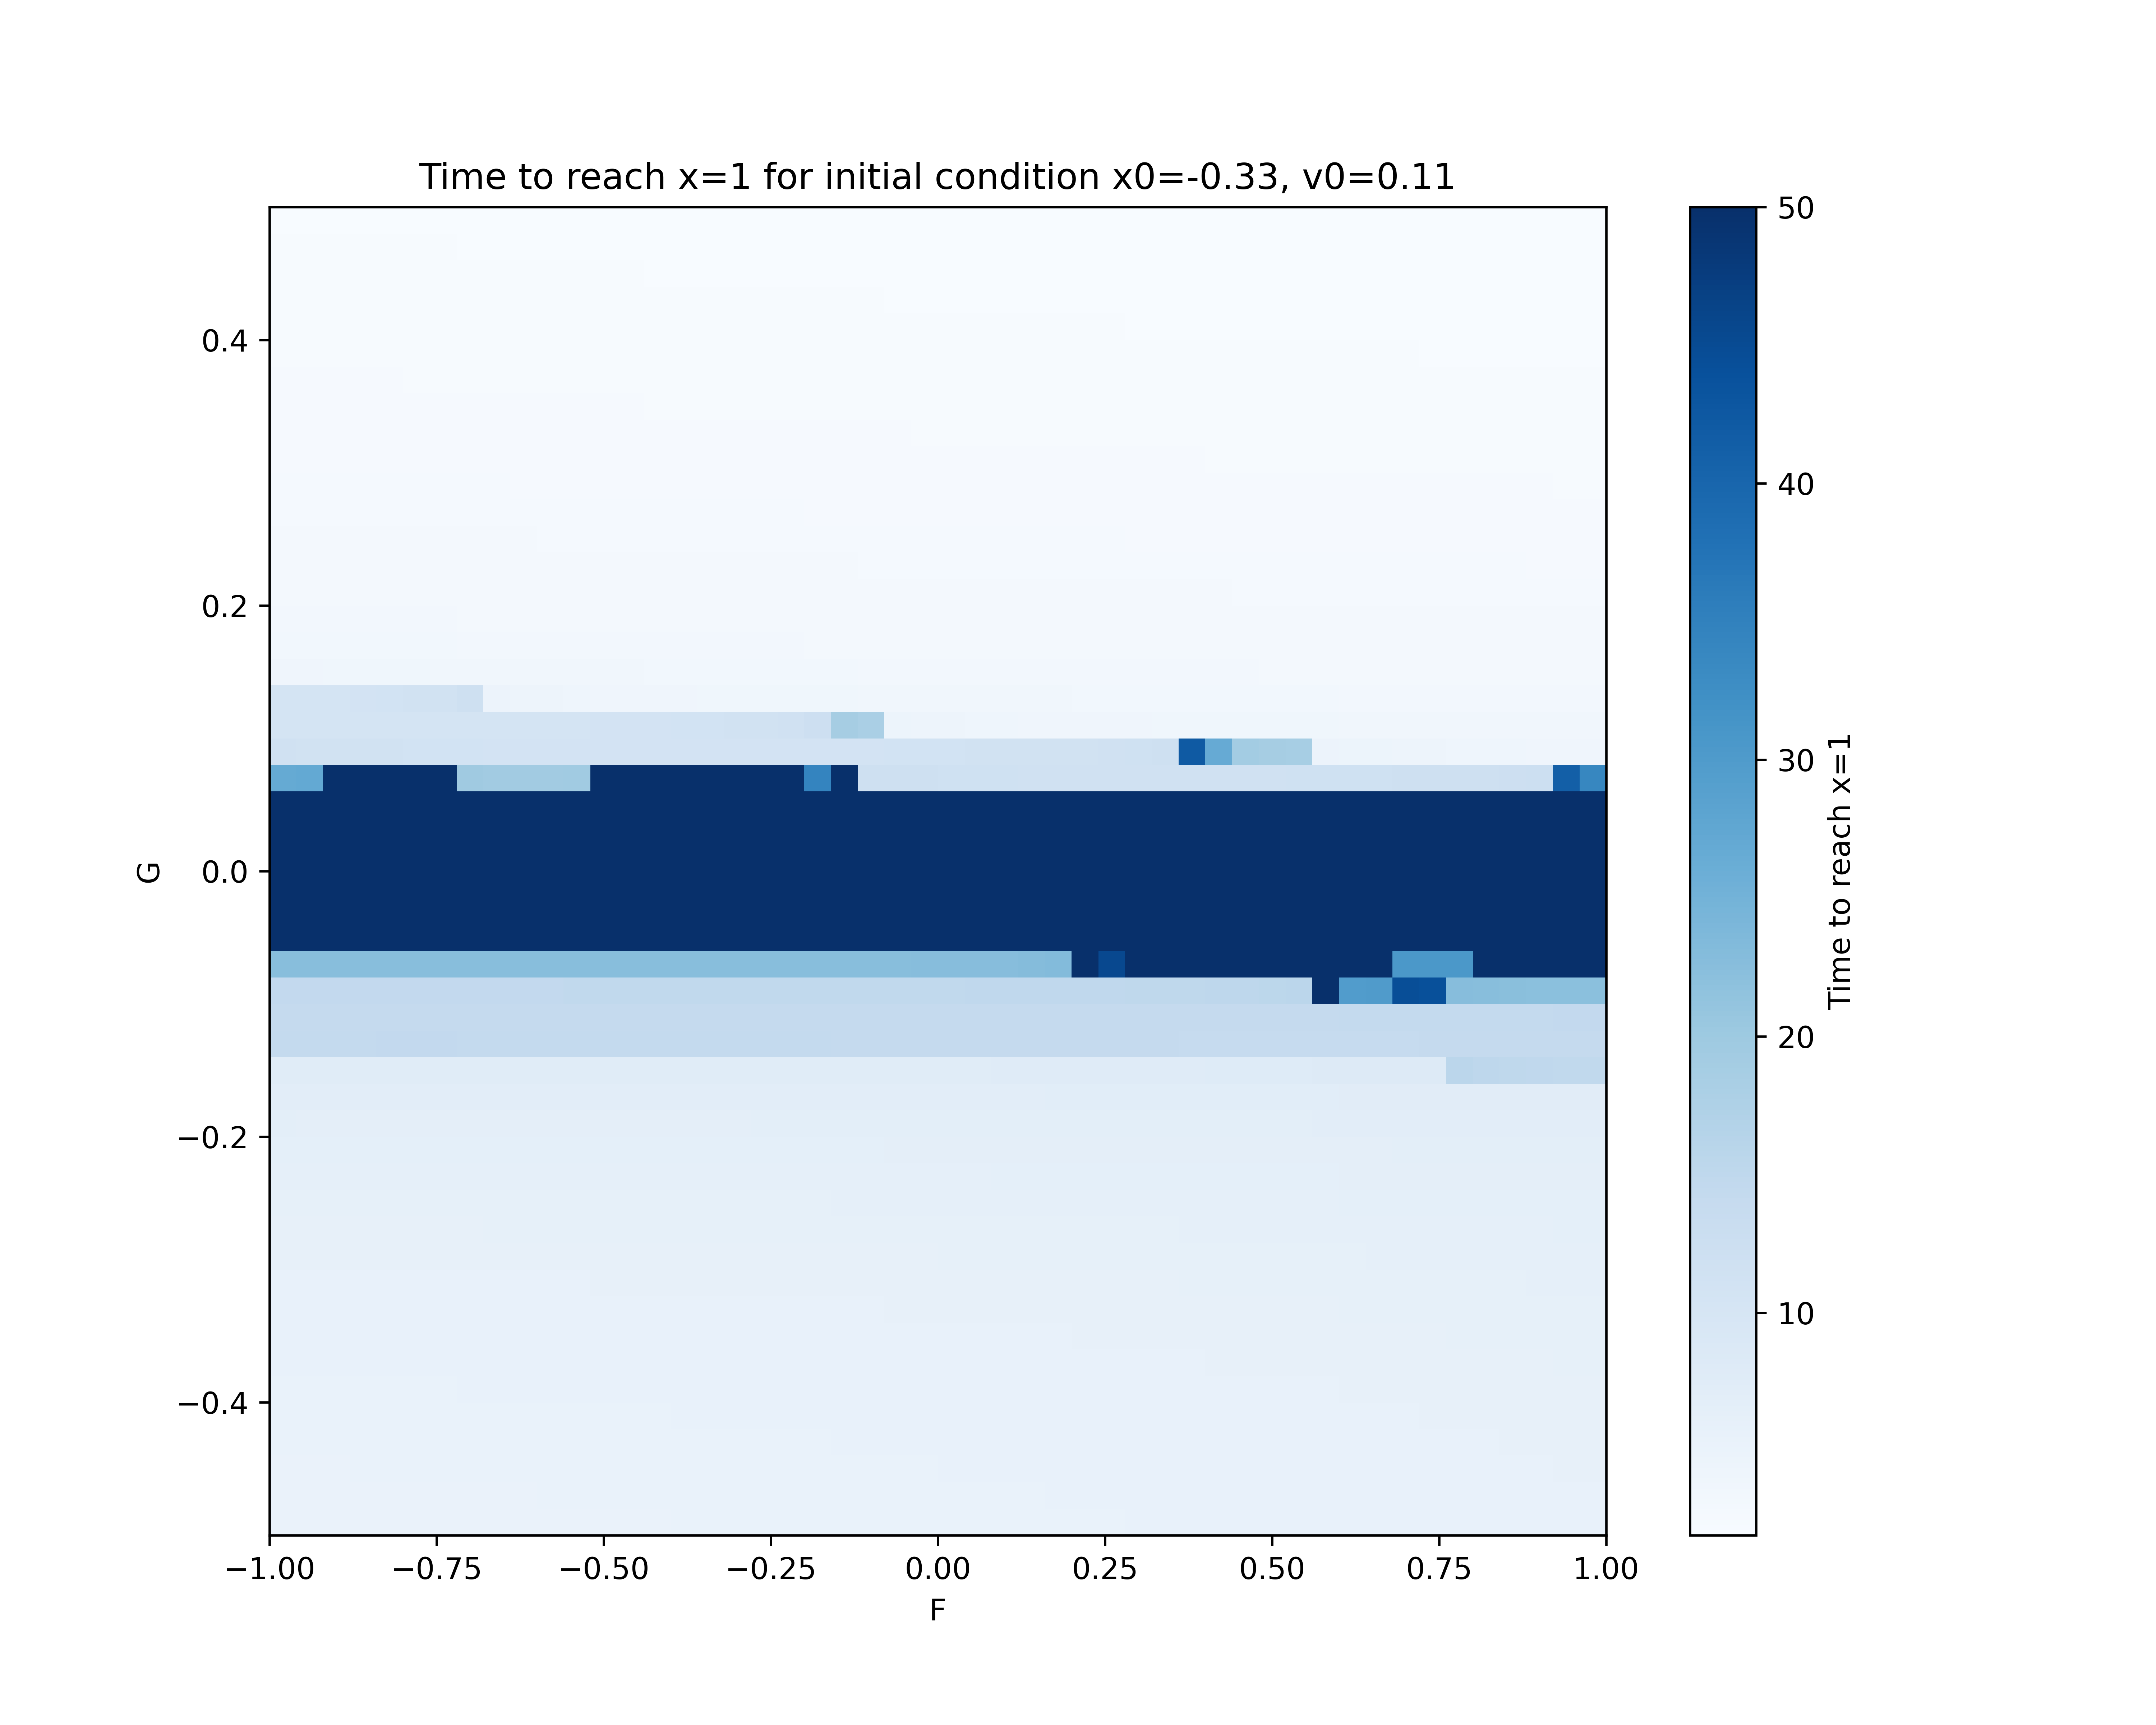 Time to reach x=1 for initial condition x0=-0.33, v0=0.11
G
0.4
0.2
0.0
−0.2
−0.4
−1.00 −0.75 −0.50 −0.25 0.00 0.25 0.50 0.75 1.00
F
50
40
30
20
10
Time to reach x=1